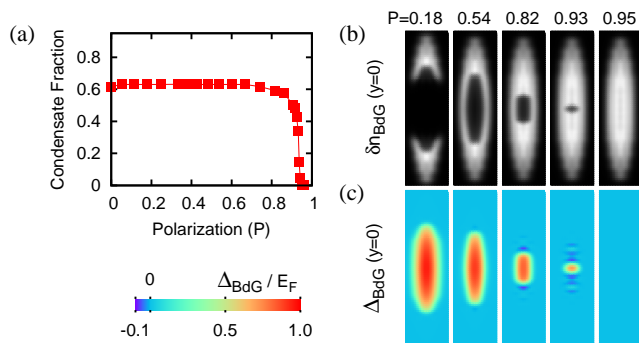 (a)
Condensate Fraction
0.8
0.6
0.4
0.2
0
0 0.2 0.4 0.6 0.8 1
Polarization (P)
0 Δ_BdG / E_F
-0.1 0.5 1.0
P=0.18 0.54 0.82 0.93 0.95
(b)
δn_BdG (y=0)
(c)
Δ_BdG (y=0)